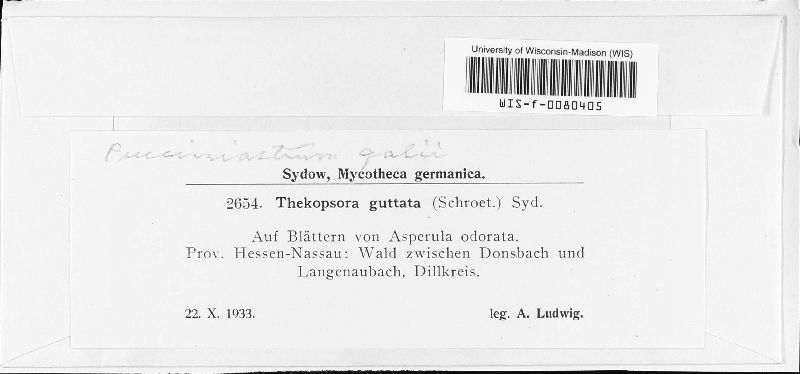 University of Wisconsin-Madison (WIS)
WIS-f-0080405
Pucciniastrum galii
Sydow, Mycotheca germanica.
2654. Thekopsora guttata (Schroet.) Syd.
Auf Blättern von Asperula odorata.
Prov. Hessen-Nassau: Wald zwischen Donsbach und
Langenaubach, Dillkreis.
22. X. 1933. leg. A. Ludwig.